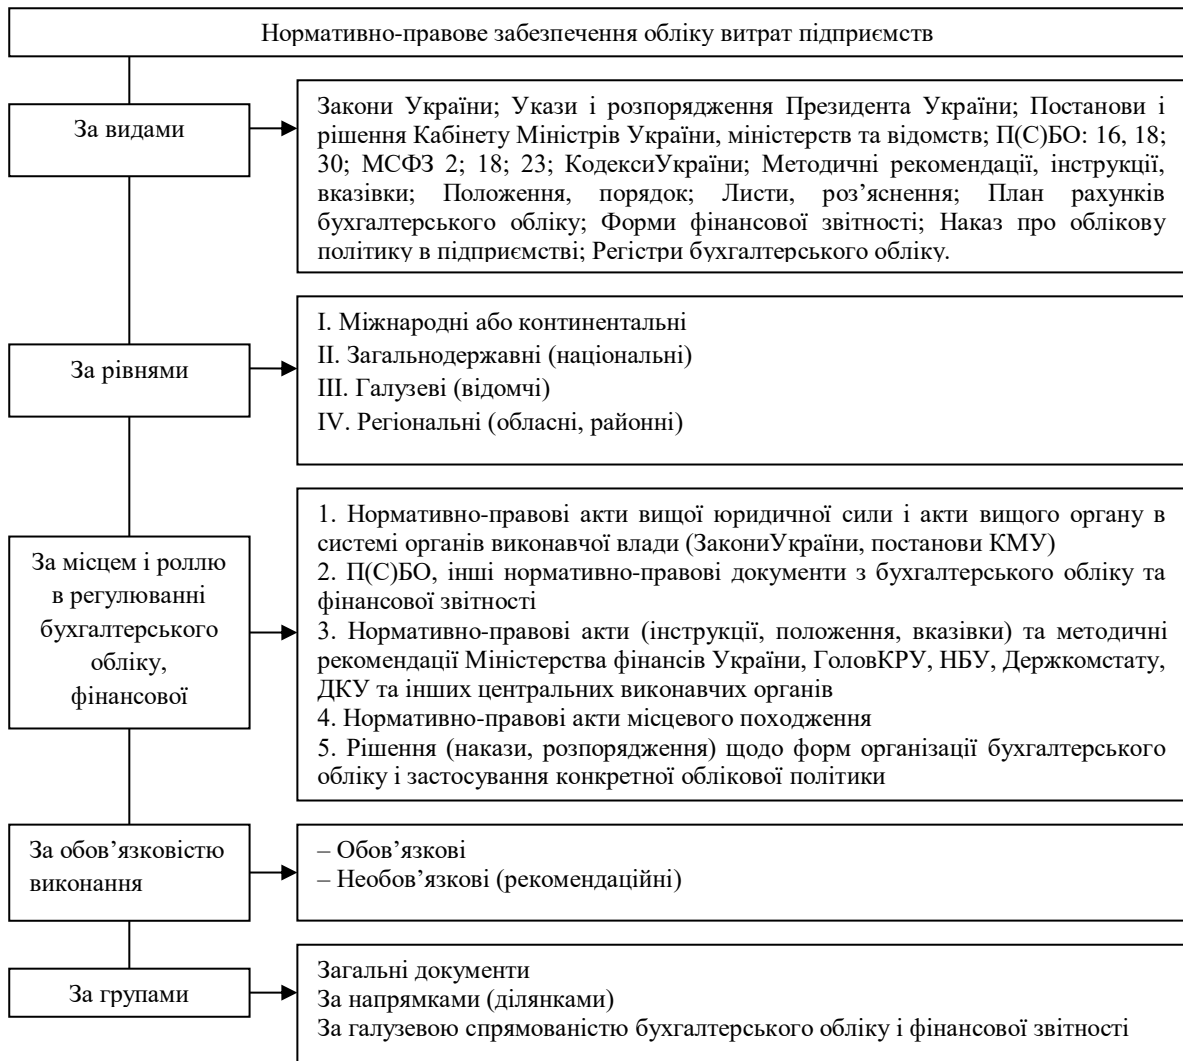 Нормативно-правове забезпечення обліку витрат підприємств
За видами
Закони України; Укази і розпорядження Президента України; Постанови і
рішення Кабінету Міністрів України, міністерств та відомств; П(С)БО: 16, 18;
30; МСФЗ 2; 18; 23; КодексиУкраїни; Методичні рекомендації, інструкції,
вказівки; Положення, порядок; Листи, роз’яснення; План рахунків
бухгалтерського обліку; Форми фінансової звітності; Наказ про облікову
політику в підприємстві; Регістри бухгалтерського обліку.
За рівнями
I. Міжнародні або континентальні
II. Загальнодержавні (національні)
III. Галузеві (відомчі)
IV. Регіональні (обласні, районні)
За місцем і роллю
в регулюванні
бухгалтерського
обліку,
фінансової
1. Нормативно-правові акти вищої юридичної сили і акти вищого органу в
системі органів виконавчої влади (ЗакониУкраїни, постанови КМУ)
2. П(С)БО, інші нормативно-правові документи з бухгалтерського обліку та
фінансової звітності
3. Нормативно-правові акти (інструкції, положення, вказівки) та методичні
рекомендації Міністерства фінансів України, ГоловКРУ, НБУ, Держкомстату,
ДКУ та інших центральних виконавчих органів
4. Нормативно-правові акти місцевого походження
5. Рішення (накази, розпорядження) щодо форм організації бухгалтерського
обліку і застосування конкретної облікової політики
За обов’язковістю
виконання
– Обов’язкові
– Необов’язкові (рекомендаційні)
За групами
Загальні документи
За напрямками (ділянками)
За галузевою спрямованістю бухгалтерського обліку і фінансової звітності